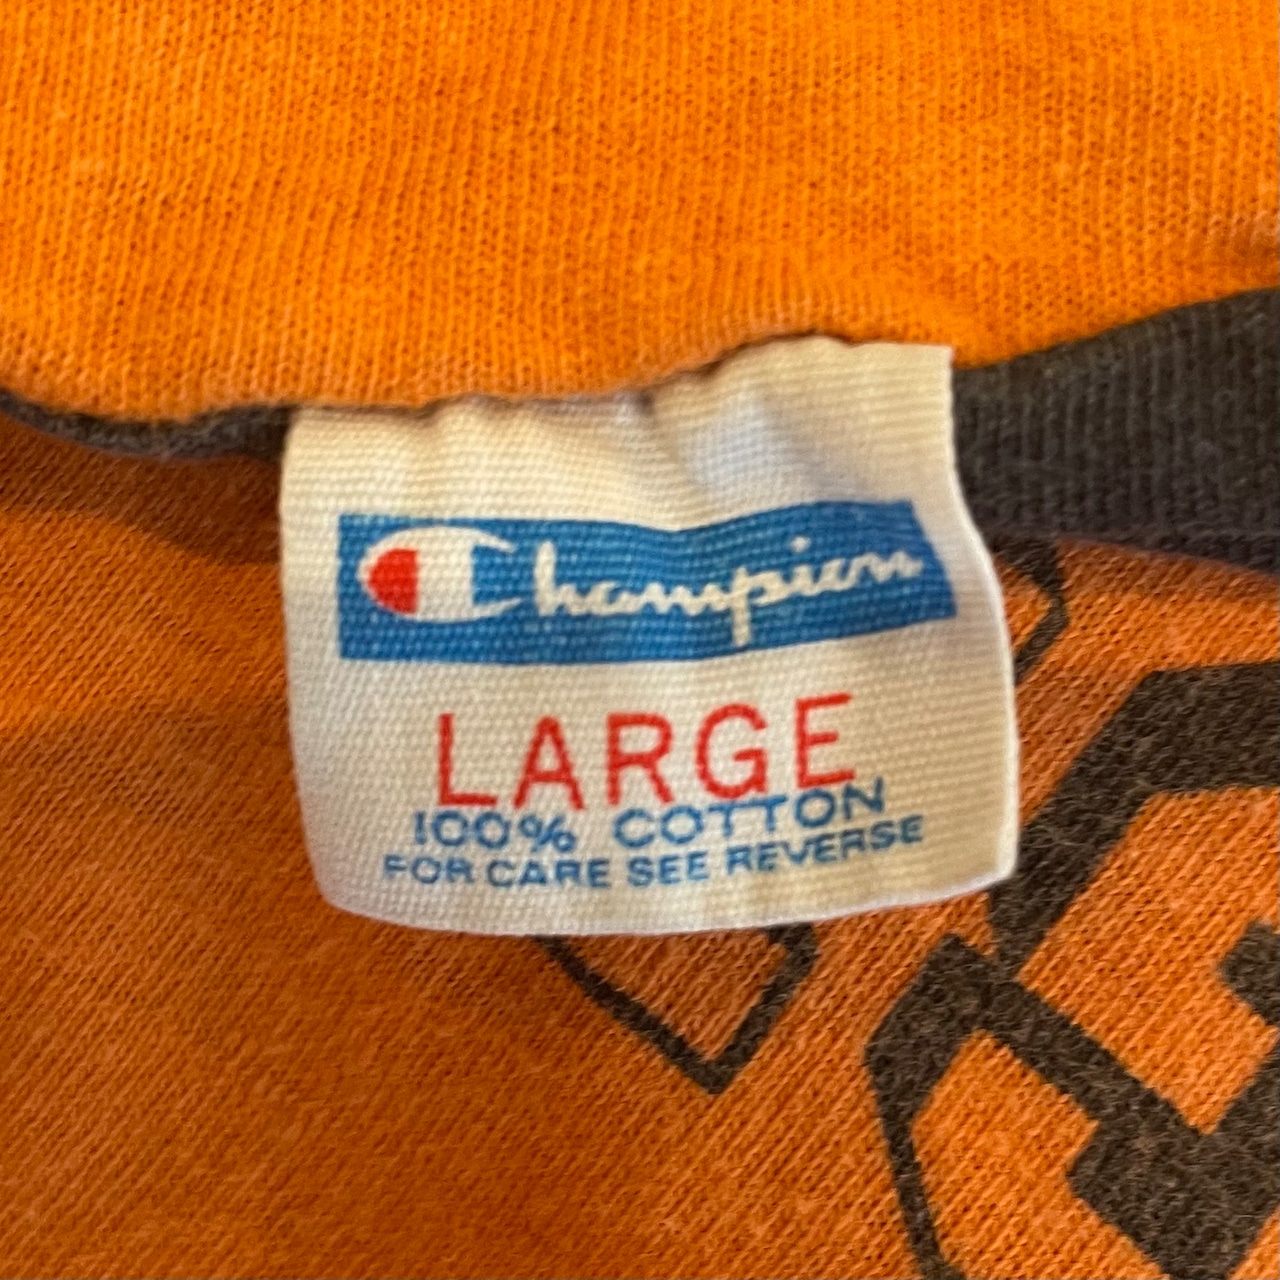 Champion
LARGE
100% COTTON
FOR CARE SEE REVERSE